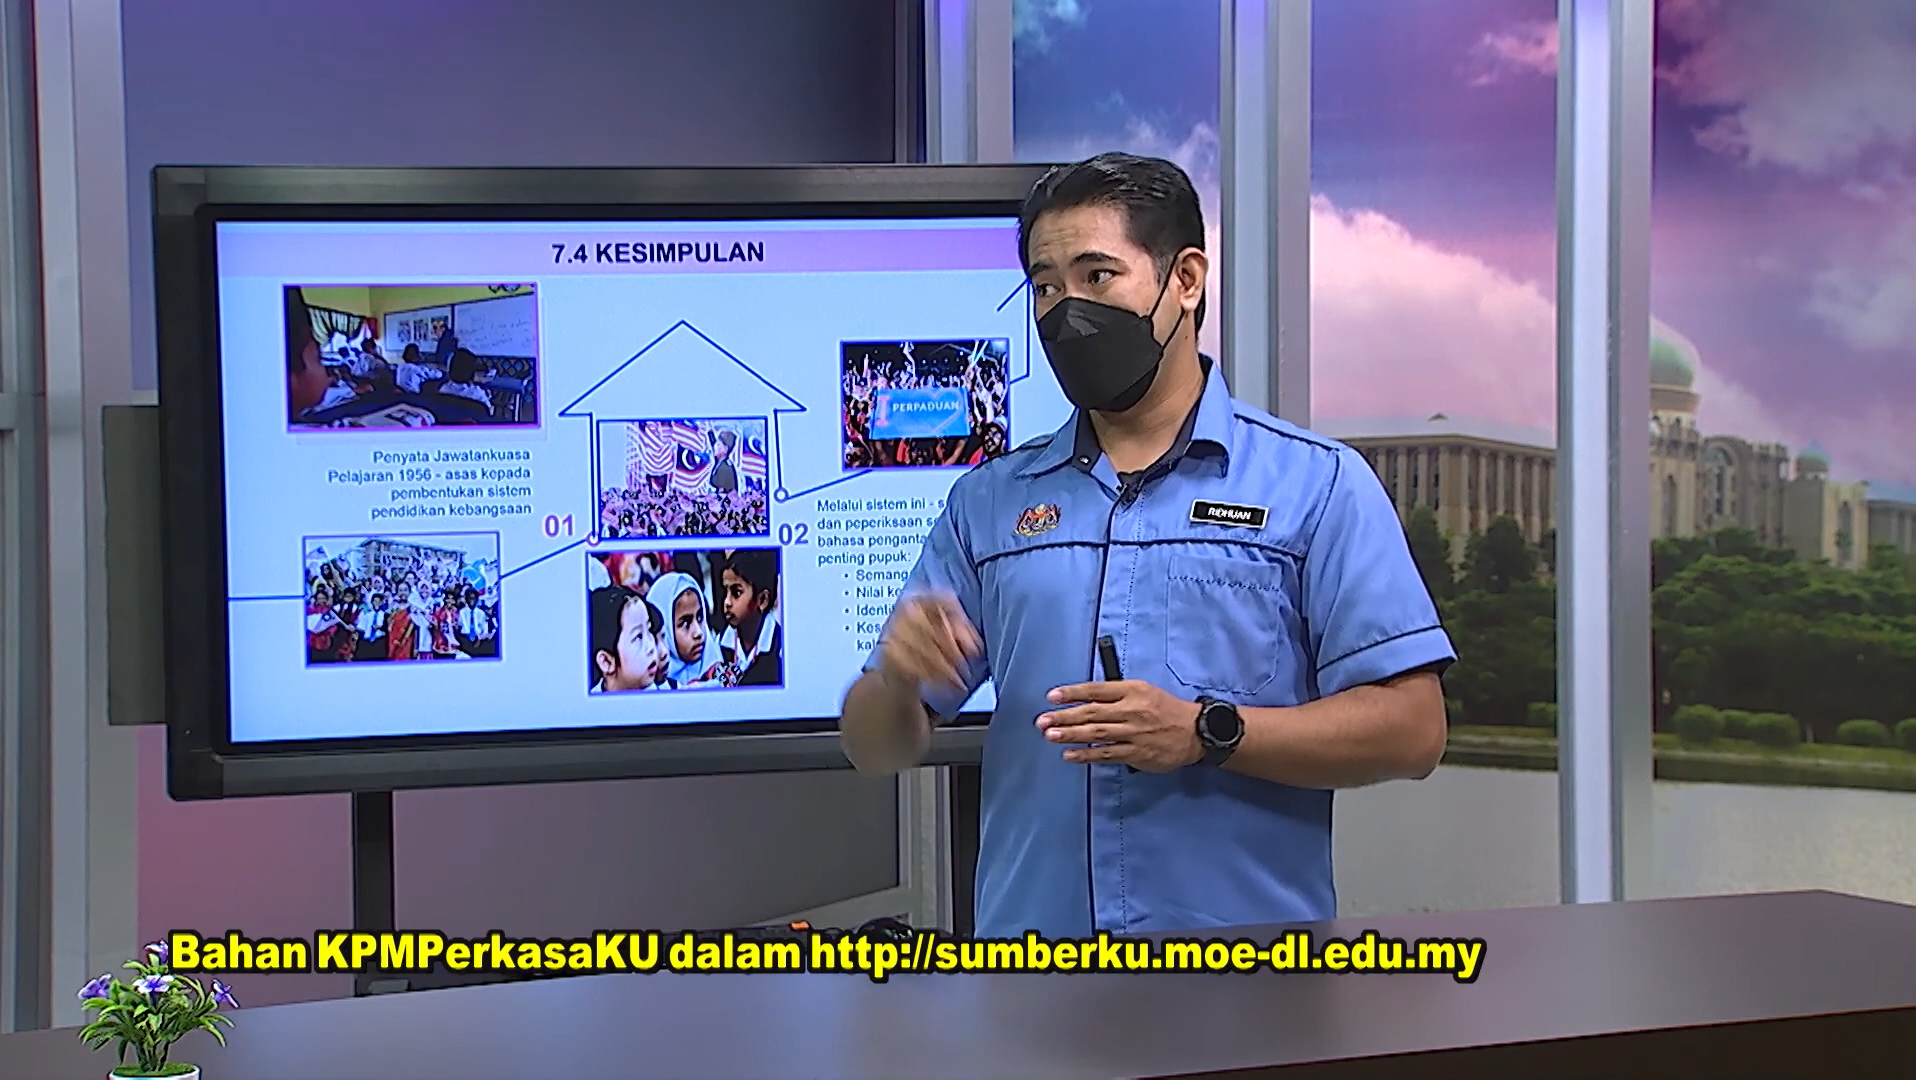 7.4 KESIMPULAN
PERPADUAN
Penyata Jawatankuasa
Pelajaran 1956 - asas kepada
pembentukan sistem
pendidikan kebangsaan
01
02
Melalui sistem ini - s
dan peperiksaan s
bahasa penganta
penting pupuk:
• Semang
• Nilai k
• Identi
• Kes
RIDHUAN
Bahan KPMPerkasaKU dalam http://sumberku.moe-dl.edu.my